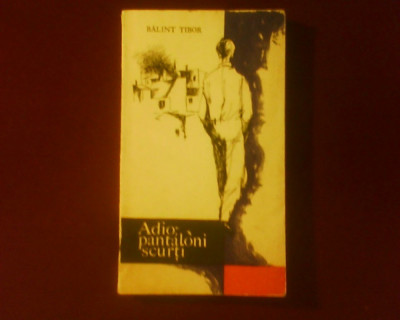 BÁLINT TIBOR
Adio,
pantaloni
scurți